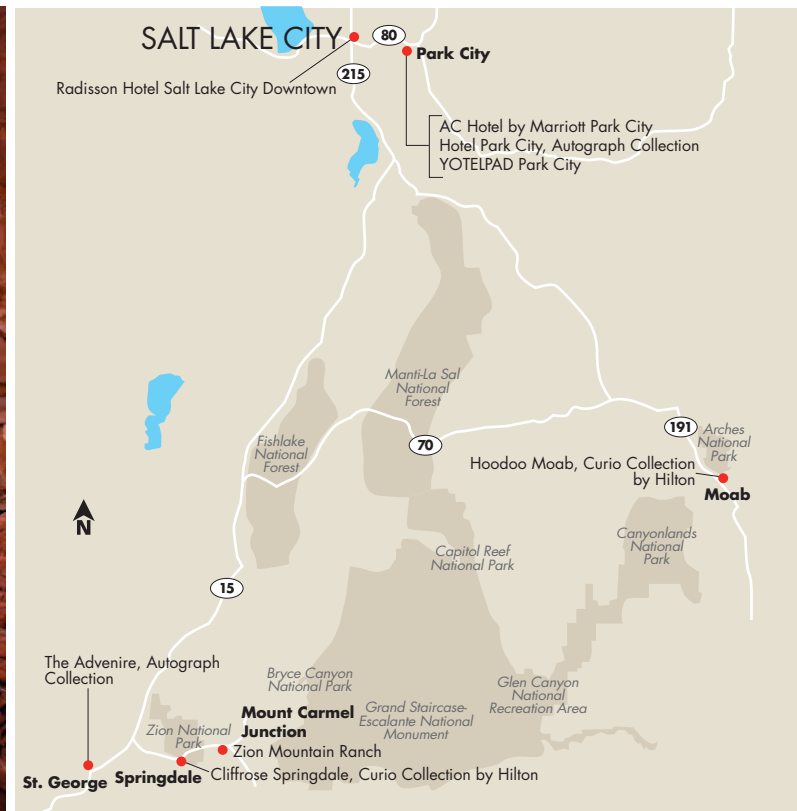 SALT LAKE CITY
80
Park City
215
Radisson Hotel Salt Lake City Downtown
AC Hotel by Marriott Park City
Hotel Park City, Autograph Collection
YOTELPAD Park City
Manti-La Sal
National
Forest
Fishlake
National
Forest
70
191
Arches
National
Park
Hoodoo Moab, Curio Collection
by Hilton
Moab
N
Canyonlands
National
Park
Capitol Reef
National Park
15
The Advenire, Autograph
Collection
Bryce Canyon
National Park
Glen Canyon
National
Recreation Area
Grand Staircase-
Escalante National
Monument
Mount Carmel
Junction
Zion National
Park
Zion Mountain Ranch
St. George
Springdale
Cliffrose Springdale, Curio Collection by Hilton